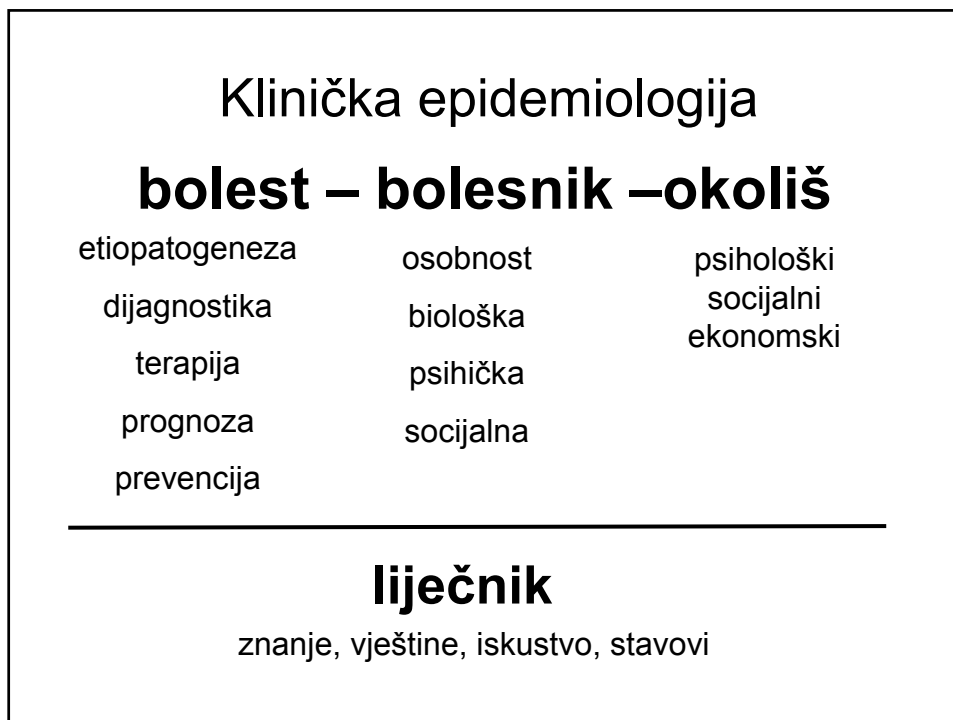 Klinička epidemiologija
bolest – bolesnik –okoliš
etiopatogeneza
dijagnostika
terapija
prognoza
prevencija
osobnost
biološka
psihička
socijalna
psihološki
socijalni
ekonomski
liječnik
znanje, vještine, iskustvo, stavovi